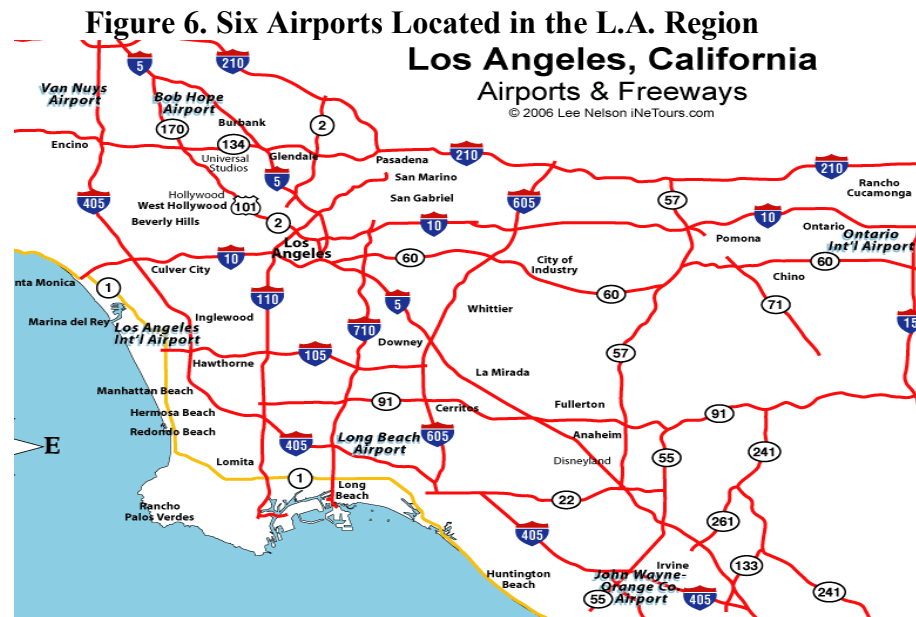 Figure 6. Six Airports Located in the L.A. Region
Los Angeles, California
Airports & Freeways
© 2006 Lee Nelson iNeTours.com
5
210
Van Nuys
Airport
Bob Hope
Airport
Burbank
170
2
134
Encino
Universal
Studios
Glendale
Pasadena
210
210
San Marino
5
Rancho
Cucamonga
405
Hollywood
West Hollywood
101
San Gabriel
605
57
Beverly Hills
2
10
10
Ontario
Pomona
Ontario
Int'l Airport
Los
Angeles
10
60
City of
Industry
60
Culver City
Chino
nta Monica
1
110
5
60
71
Whittier
15
Marina del Rey
Inglewood
Los Angeles
Int'l Airport
710
Downey
105
57
Hawthorne
La Mirada
Manhattan Beach
91
Cerritos
Fullerton
91
Hermosa Beach
Redondo Beach
E
405
Long Beach
Airport
605
Anaheim
241
Disneyland
55
Lomita
1
Long
Beach
22
Rancho
Palos Verdes
261
405
Irvine
133
Huntington
Beach
John Wayne-
Orange Co.
Airport
55
405
241